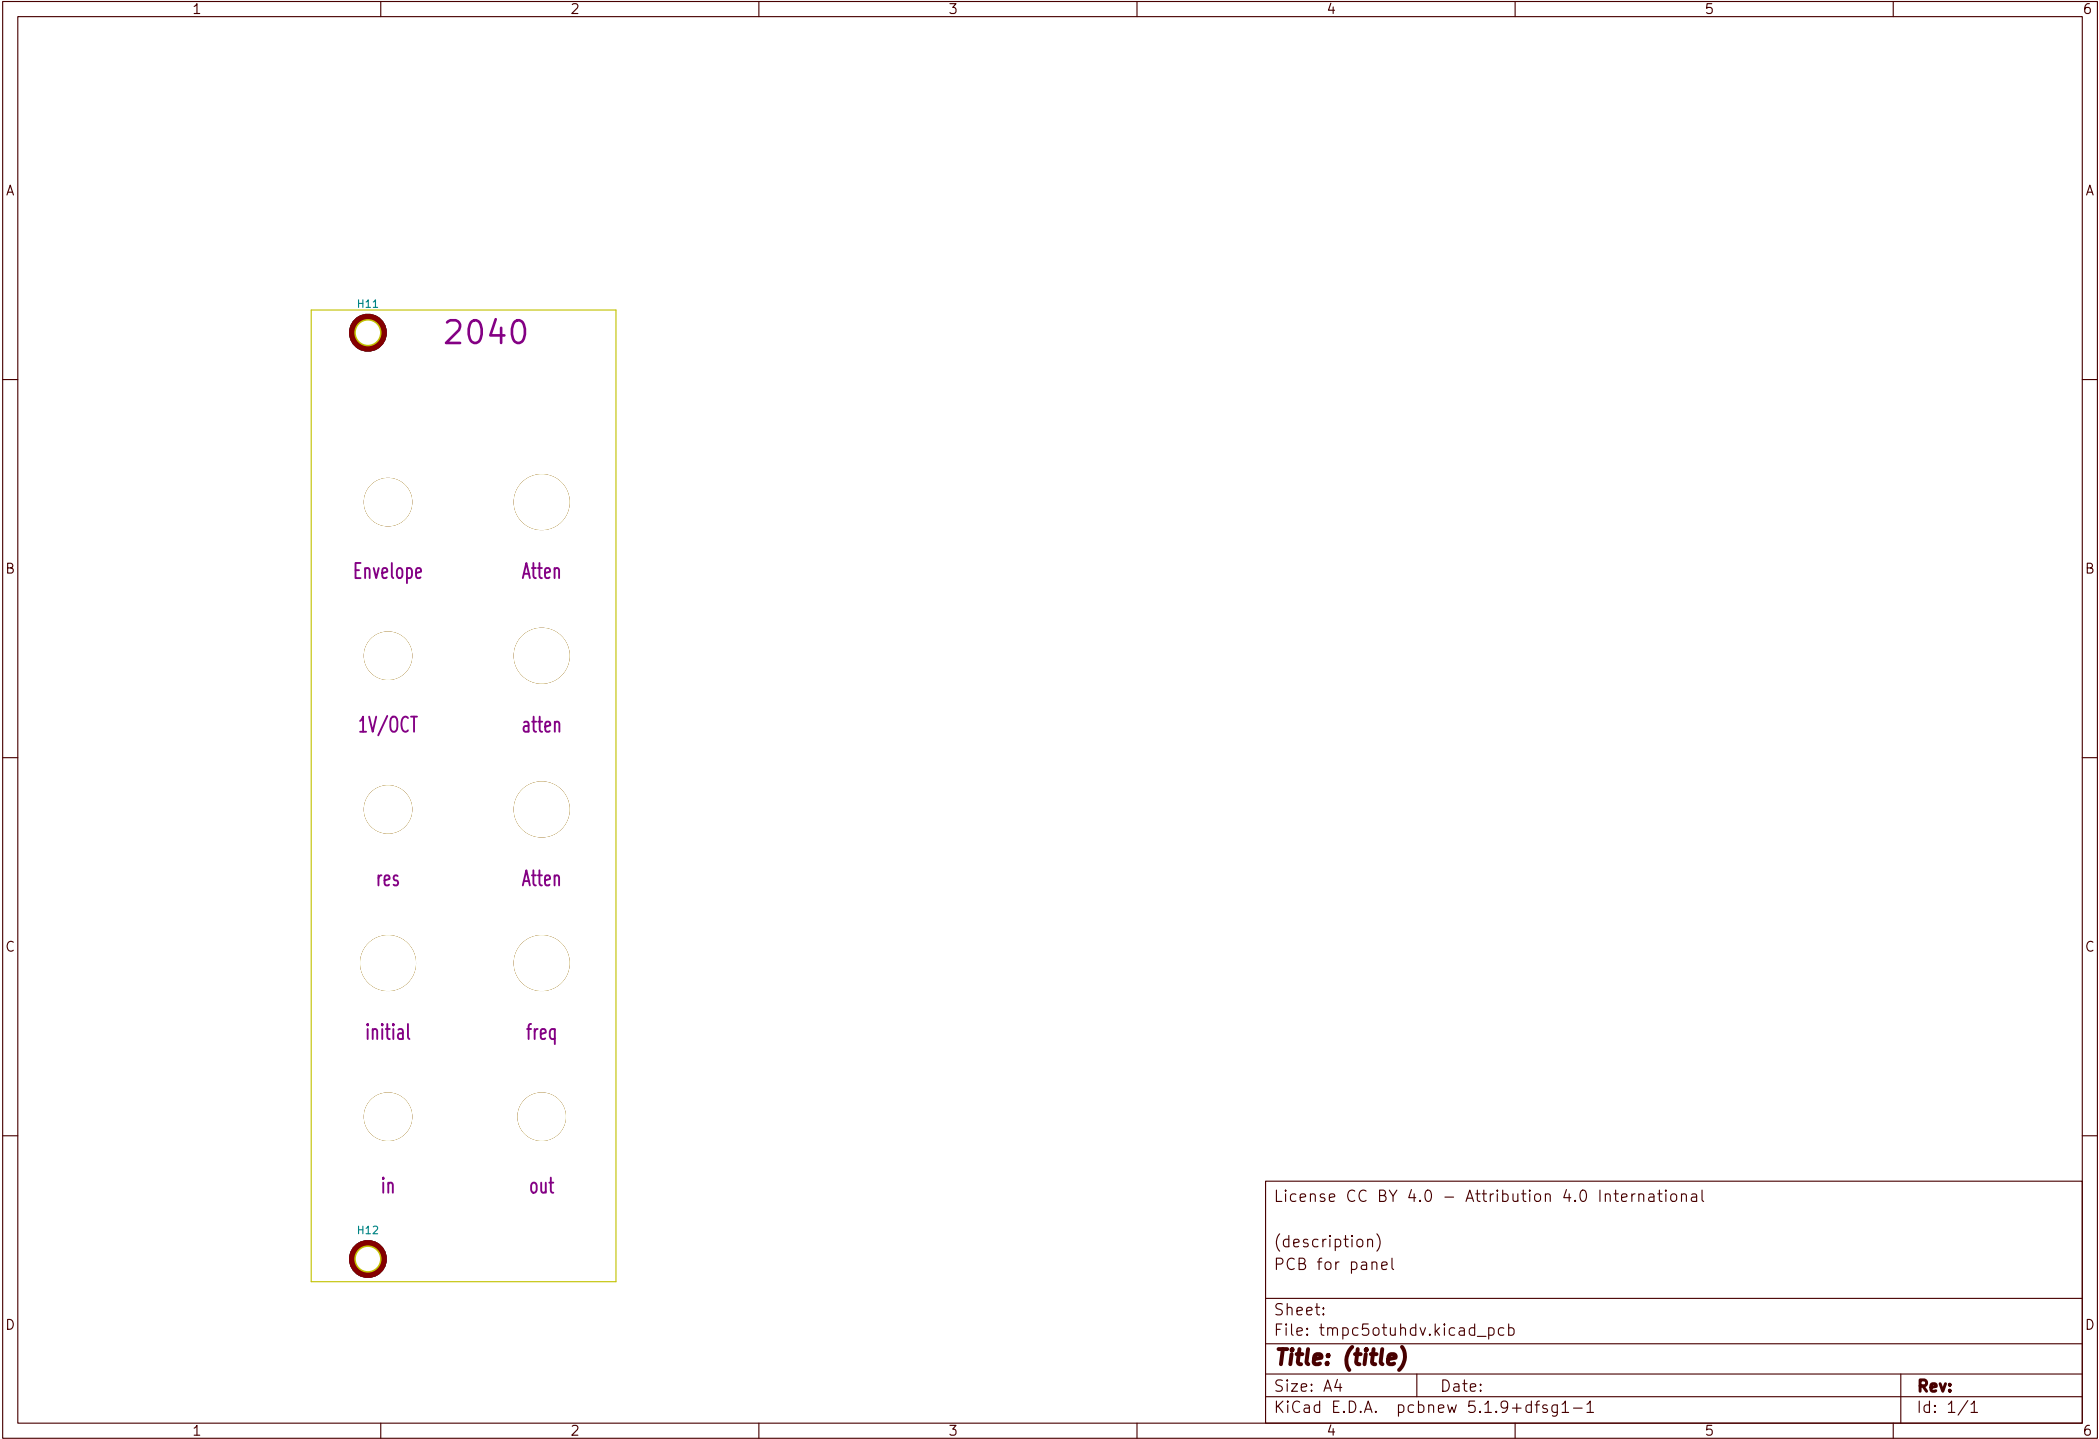 1 2 3 4 5 6
A A
H11
2040
Envelope Atten
B B
1V/OCT atten
res Atten
C C
initial freq
in out
H12
License CC BY 4.0 - Attribution 4.0 International
(description)
PCB for panel
Sheet:
D D
File: tmpc5otuhdv.kicad_pcb
Title: (title)
Size: A4 Date: Rev:
KiCad E.D.A. pcbnew 5.1.9+dfsg1-1 Id: 1/1
1 2 3 4 5 6